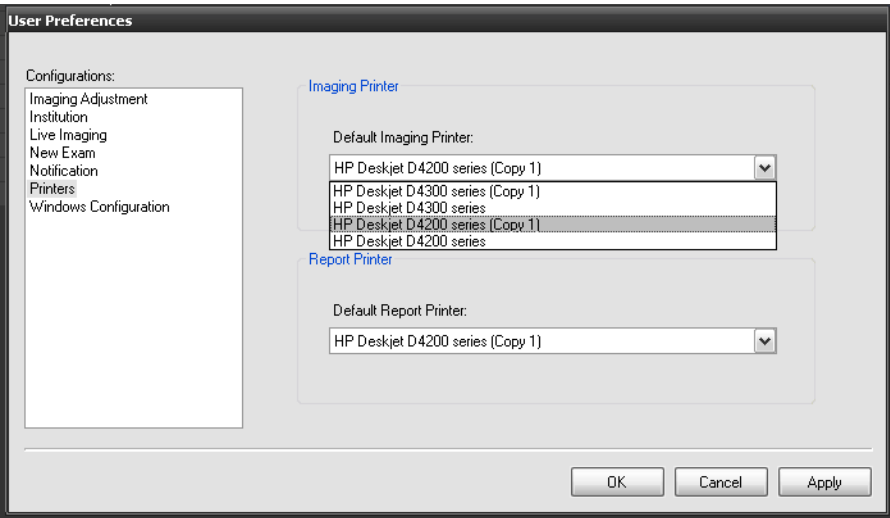 User Preferences
Configurations:
Imaging Adjustment
Institution
Live Imaging
New Exam
Notification
Printers
Windows Configuration
Imaging Printer
Default Imaging Printer:
HP Deskjet D4200 series (Copy 1)
HP Deskjet D4300 series (Copy 1)
HP Deskjet D4300 series
HP Deskjet D4200 series (Copy 1)
HP Deskjet D4200 series
Report Printer
Default Report Printer:
HP Deskjet D4200 series (Copy 1)
OK
Cancel
Apply